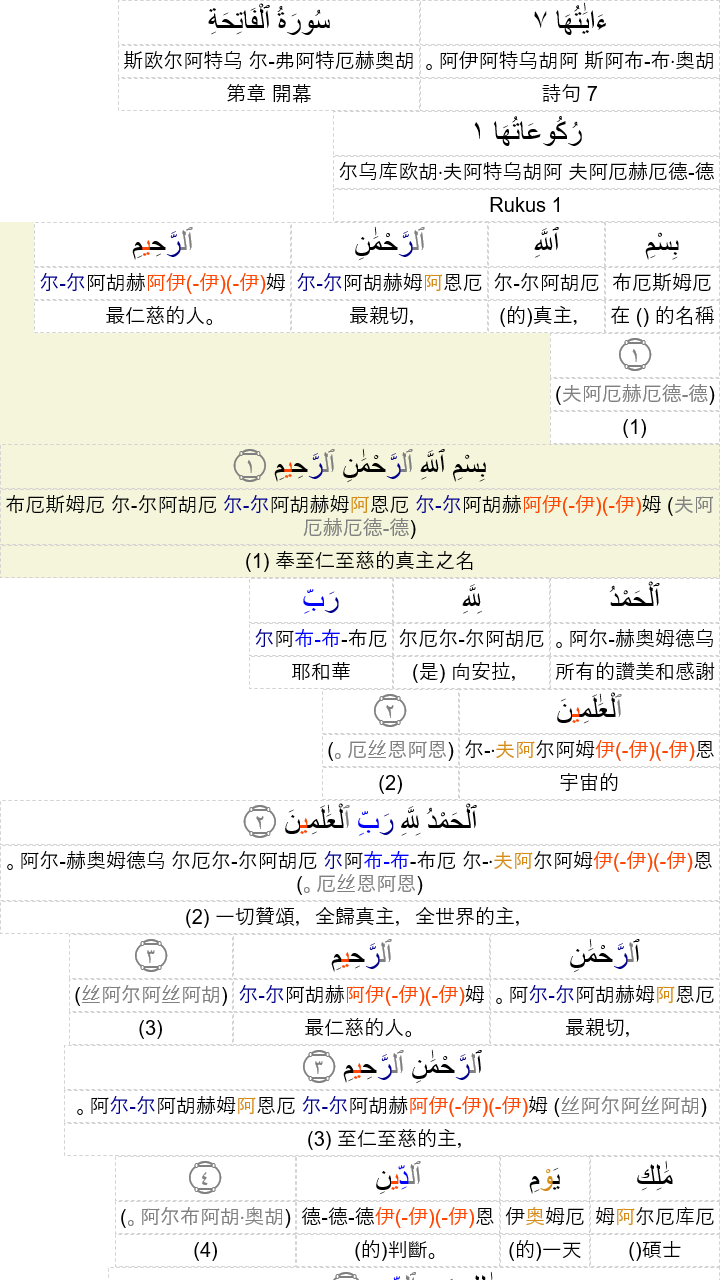 سُورَةُ ٱلْفَاتِحَةِ ءَايَٰتُهَا ٧
斯欧尔阿特乌 尔-弗阿特厄赫奥胡 。阿伊阿特乌胡阿 斯阿布-布·奥胡
第章 開幕 詩句 7
رُكُوعَاتُهَا ١
尔乌库欧胡·夫阿特乌胡阿 夫阿厄赫厄德-德
Rukus 1
بِسْمِ ٱللَّهِ ٱلرَّحْمَٰنِ ٱلرَّحِيمِ
尔-尔阿胡赫阿伊(-伊)(-伊)姆 尔-尔阿胡赫姆阿恩厄 尔-尔阿胡厄 布厄斯姆厄
最仁慈的人。 最親切， (的)真主， 在 () 的名稱
١
(夫阿厄赫厄德-德)
(1)
بِسْمِ ٱللَّهِ ٱلرَّحْمَٰنِ ٱلرَّحِيمِ ١
布厄斯姆厄 尔-尔阿胡厄 尔-尔阿胡赫姆阿恩厄 尔-尔阿胡赫阿伊(-伊)(-伊)姆 (夫阿
厄赫厄德-德)
(1) 奉至仁至慈的真主之名
ٱلْحَمْدُ لِلَّهِ رَبِّ
尔阿布-布-布厄 尔厄尔-尔阿胡厄 。阿尔-赫奥姆德乌
耶和華 (是) 向安拉， 所有的讚美和感謝
ٱلْعَٰلَمِينَ ٢
(。厄丝恩阿恩) 尔-·夫阿尔阿姆伊(-伊)(-伊)恩
(2) 宇宙的
ٱلْحَمْدُ لِلَّهِ رَبِّ ٱلْعَٰلَمِينَ ٢
。阿尔-赫奥姆德乌 尔厄尔-尔阿胡厄 尔阿布-布-布厄 尔-·夫阿尔阿姆伊(-伊)(-伊)恩
(。厄丝恩阿恩)
(2) 一切贊頌，全歸真主，全世界的主，
ٱلرَّحْمَٰنِ ٱلرَّحِيمِ ٣
(丝阿尔阿丝阿胡) 尔-尔阿胡赫阿伊(-伊)(-伊)姆 。阿尔-尔阿胡赫姆阿恩厄
(3) 最仁慈的人。 最親切，
ٱلرَّحْمَٰنِ ٱلرَّحِيمِ ٣
。阿尔-尔阿胡赫姆阿恩厄 尔-尔阿胡赫阿伊(-伊)(-伊)姆 (丝阿尔阿丝阿胡)
(3) 至仁至慈的主，
مَٰلِكِ يَوْمِ ٱلدِّينِ ٤
(。阿尔布阿胡·奥胡) 德-德-德伊(-伊)(-伊)恩 伊奥姆厄 姆阿尔厄库厄
(4) (的)判斷。 (的)一天 ()碩士